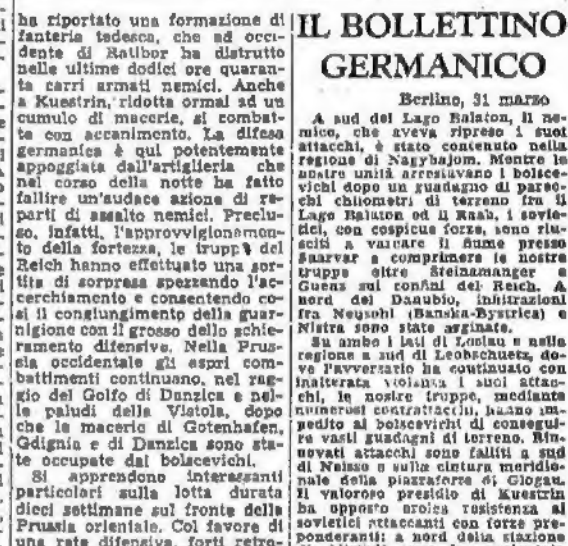 ha riportato una formazione di
fanteria tedesca, che ad occi-
dente di Ratibor ha distrutto
nelle ultime dodici ore quaran-
ta carri armati nemici. Anche
a Kuestrin, ridotta ormai ad un
cumulo di macerie, si combat-
te con accanimento. La difesa
germanica è qui potentemente
appoggiata dall'artiglieria che
nel corso della notte ha fatto
fallire un'audace azione di re-
parti di assalto nemici. Preclu-
so, infatti, l'approvvigionamen-
to della fortezza, le truppe del
Reich hanno effettuato una sor-
tita di sorpresa spezzando l'ac-
cerchiamento e consentendo co-
sì il congiungimento della guar-
nigione con il grosso dello schie-
ramento difensivo. Nella Prus-
sia occidentale gli aspri com-
battimenti continuano, nel rag-
gio del Golfo di Danzica e nel-
le paludi della Vistola, dopo
che le macerie di Gotenhafen,
Gdignia e di Danzica sono sta-
te occupate dai bolscevichi.
Si apprendono interessanti
particolari sulla lotta durata
dieci settimane sul fronte della
Prussia orientale. Col favore di
una rete difensiva, forti retro-
IL BOLLETTINO
GERMANICO
Berlino, 31 marzo
A sud del Lago Balaton, il ne-
mico, che aveva ripreso i suoi
attacchi, è stato contenuto nella
regione di Nagybajom. Mentre le
nostre unità arrestavano i bolsce-
vichi dopo un guadagno di parec-
chi chilometri di terreno fra il
Lago Balaton ed il Raab, i sovie-
tici, con cospicue forze, sono riu-
sciti a varcare il fiume presso
Saarvar e comprimere le nostre
truppe oltre Steinamanger e
Guens sui confini del Reich. A
nord del Danubio, infiltrazioni
fra Neusohl (Banska-Bystrica) e
Nistra sono state arginate.
Su ambo i lati di Loslau e nella
regione a sud di Leobschuetz, do-
ve l'avversario ha continuato con
inalterata violenza i suoi attac-
chi, le nostre truppe, mediante
numerosi contrattacchi, hanno im-
pedito ai bolscevichi di consegui-
re vasti guadagni di terreno. Rin-
novati attacchi sono falliti a sud
di Neisse e sulla cintura meridio-
nale della piazzaforte di Glogau.
Il valoroso presidio di Kuestrin
ha opposto eroica resistenza ai
sovietici attaccanti con forze pre-
ponderanti; a nord della stazione